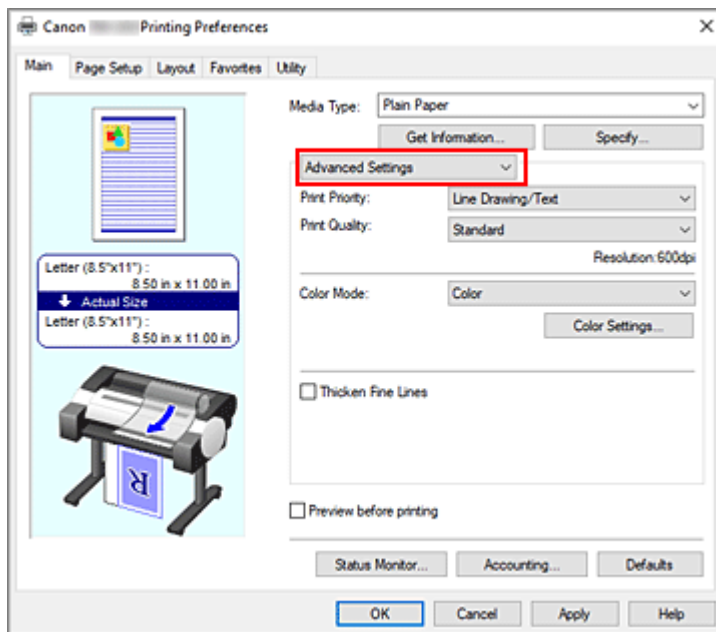 Canon Printing Preferences
Main Page Setup Layout Favorites Utility
Media Type: Plain Paper
Get Information... Specify...
Advanced Settings
Print Priority: Line Drawing/Text
Print Quality: Standard
Resolution:600dpi
Letter (8.5"x11") :
8.50 in x 11.00 in
Actual Size
Letter (8.5"x11") :
8.50 in x 11.00 in
Color Mode: Color
Color Settings...
Thicken Fine Lines
R
Preview before printing
Status Monitor... Accounting... Defaults
OK Cancel Apply Help